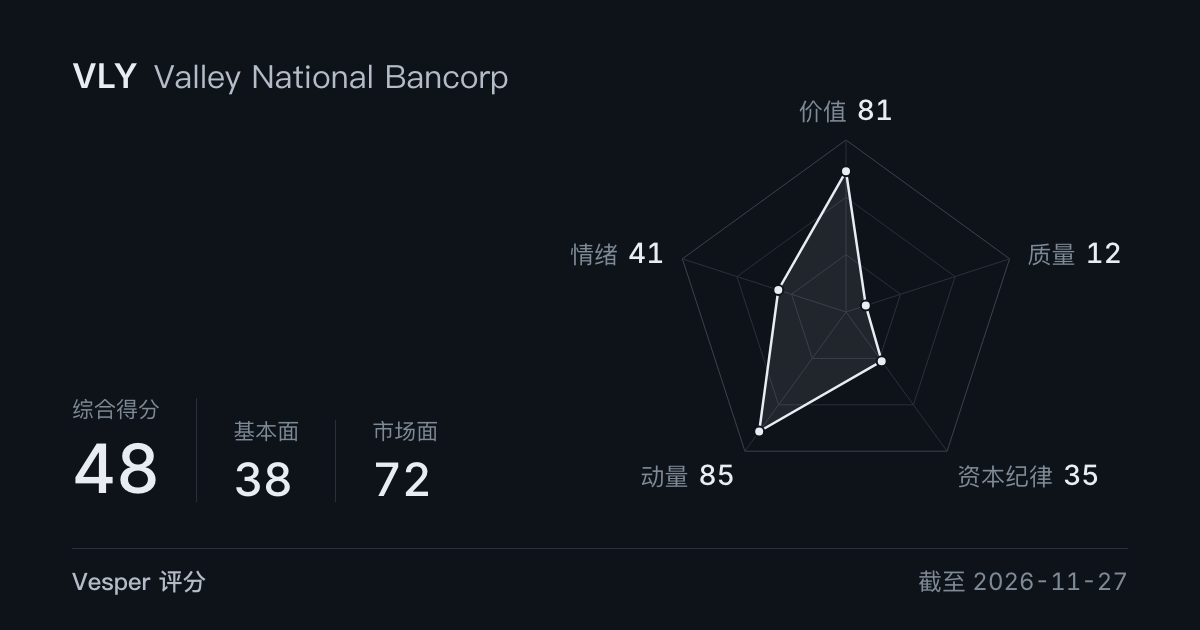 VLY Valley National Bancorp
价值 81
情绪 41
质量 12
动量 85
资本纪律 35
综合得分
48
基本面
38
市场面
72
Vesper 评分
截至 2026-11-27